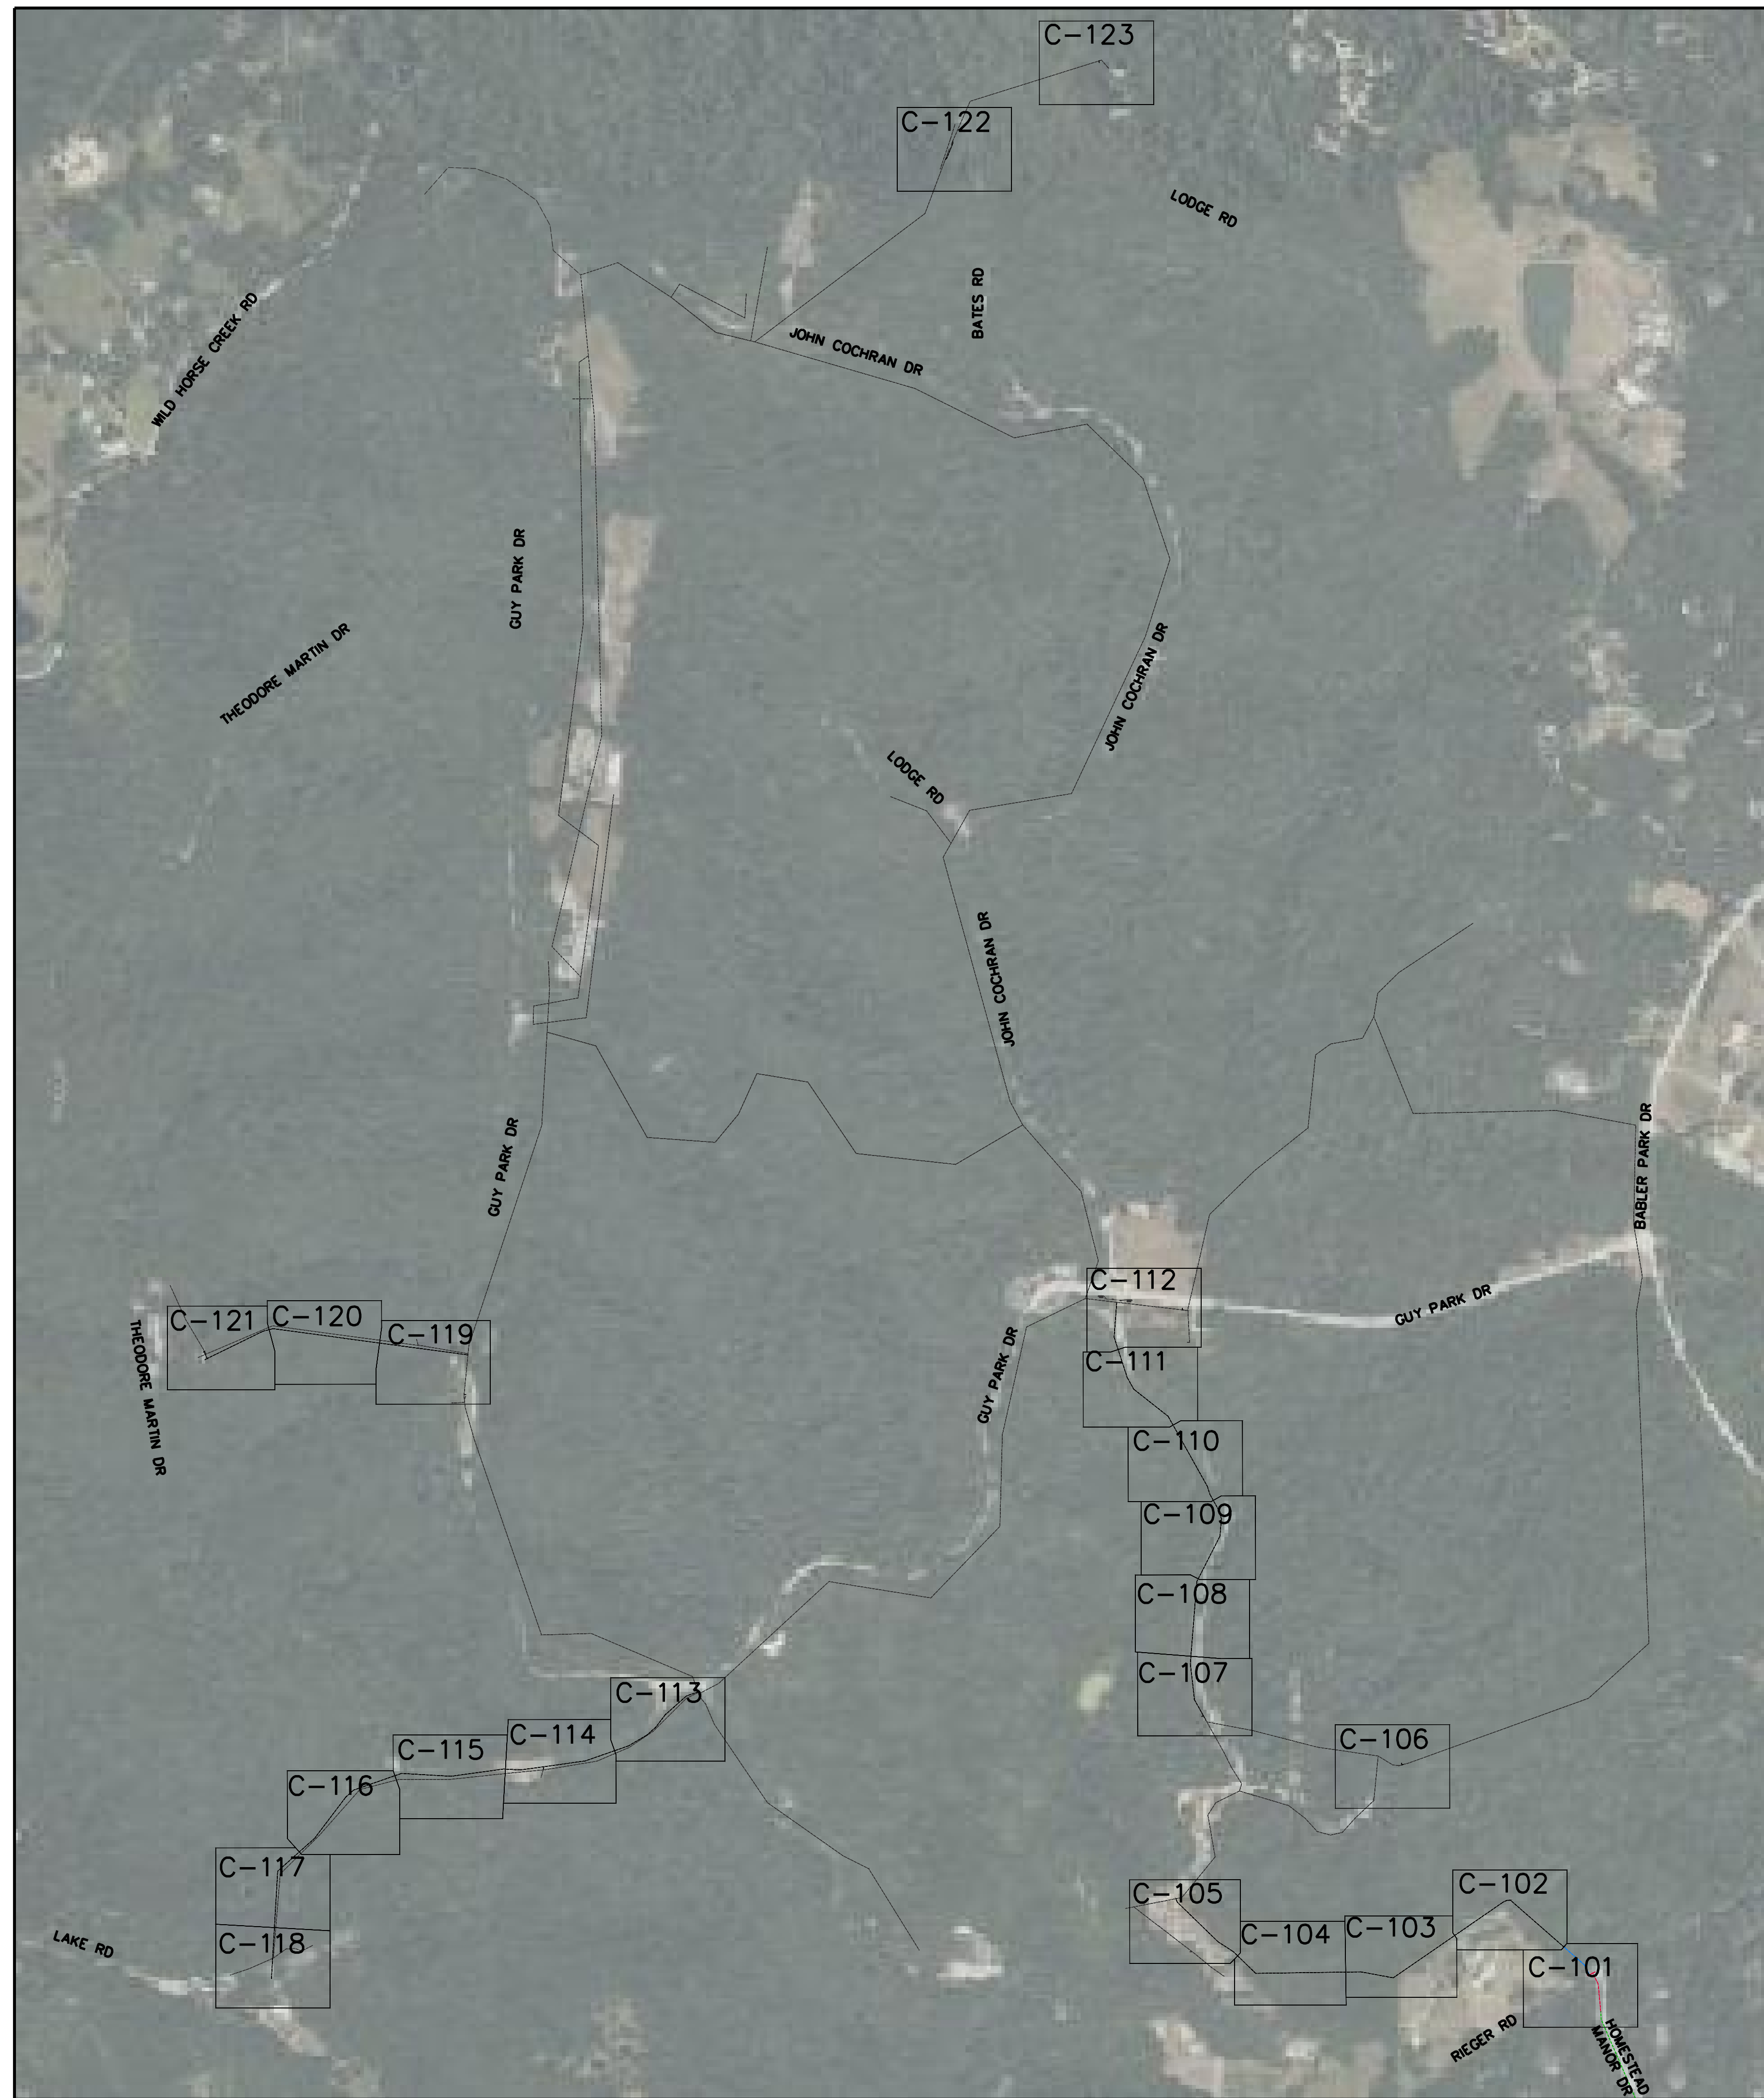 C-123
C-122
LODGE RD
BATES RD
WILD HORSE CREEK RD
JOHN COCHRAN DR
GUY PARK DR
THEODORE MARTIN DR
JOHN COCHRAN DR
LODGE RD
JOHN COCHRAN DR
GUY PARK DR
BABLER PARK DR
C-112
GUY PARK DR
C-121
C-120
C-119
THEODORE MARTIN DR
GUY PARK DR
C-111
C-110
C-109
C-108
C-107
C-113
C-106
C-114
C-115
C-116
C-117
C-118
LAKE RD
C-105
C-104
C-103
C-102
C-101
RIEGER RD
HOMESTEAD
MANOR DR